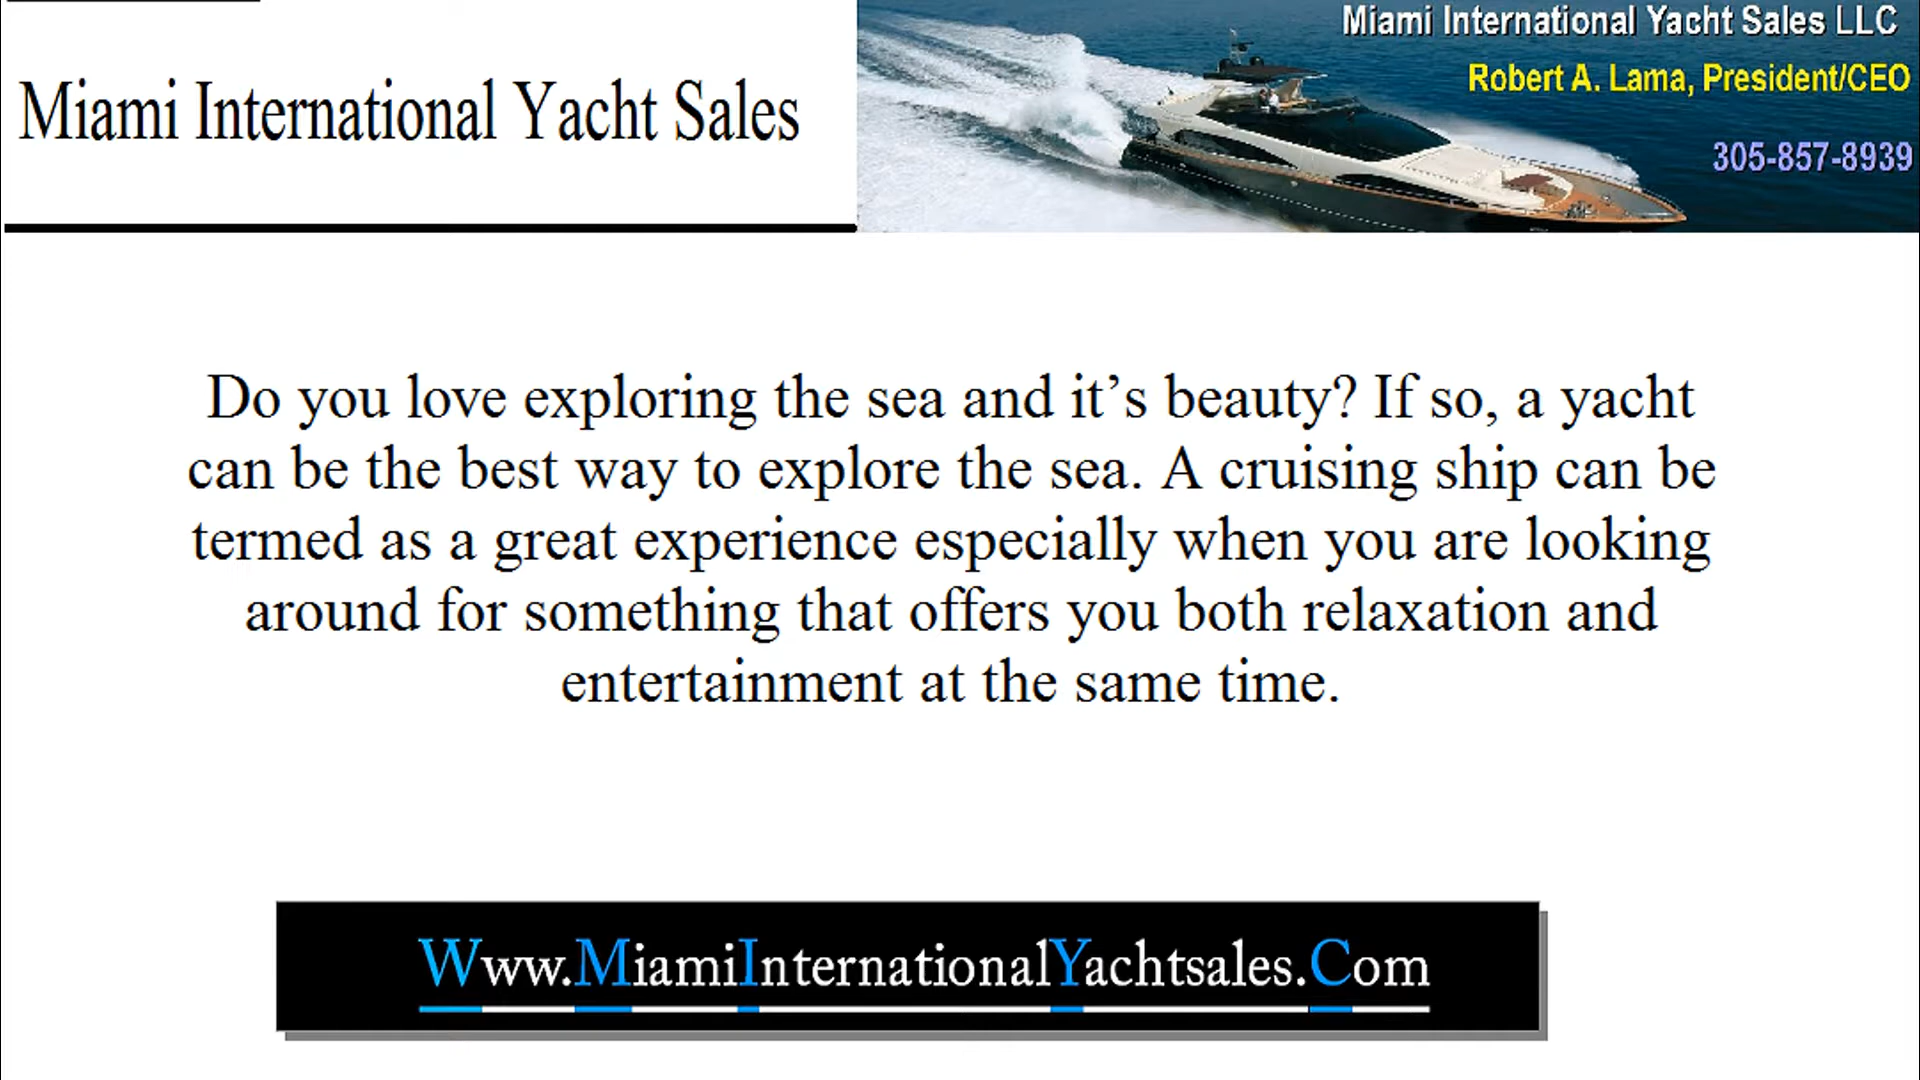 Miami International Yacht Sales
Miami International Yacht Sales LLC
Robert A. Lama, President/CEO
305-857-8939
Do you love exploring the sea and it’s beauty? If so, a yacht
can be the best way to explore the sea. A cruising ship can be
termed as a great experience especially when you are looking
around for something that offers you both relaxation and
entertainment at the same time.
Www.MiamiInternationalYachtsales.Com